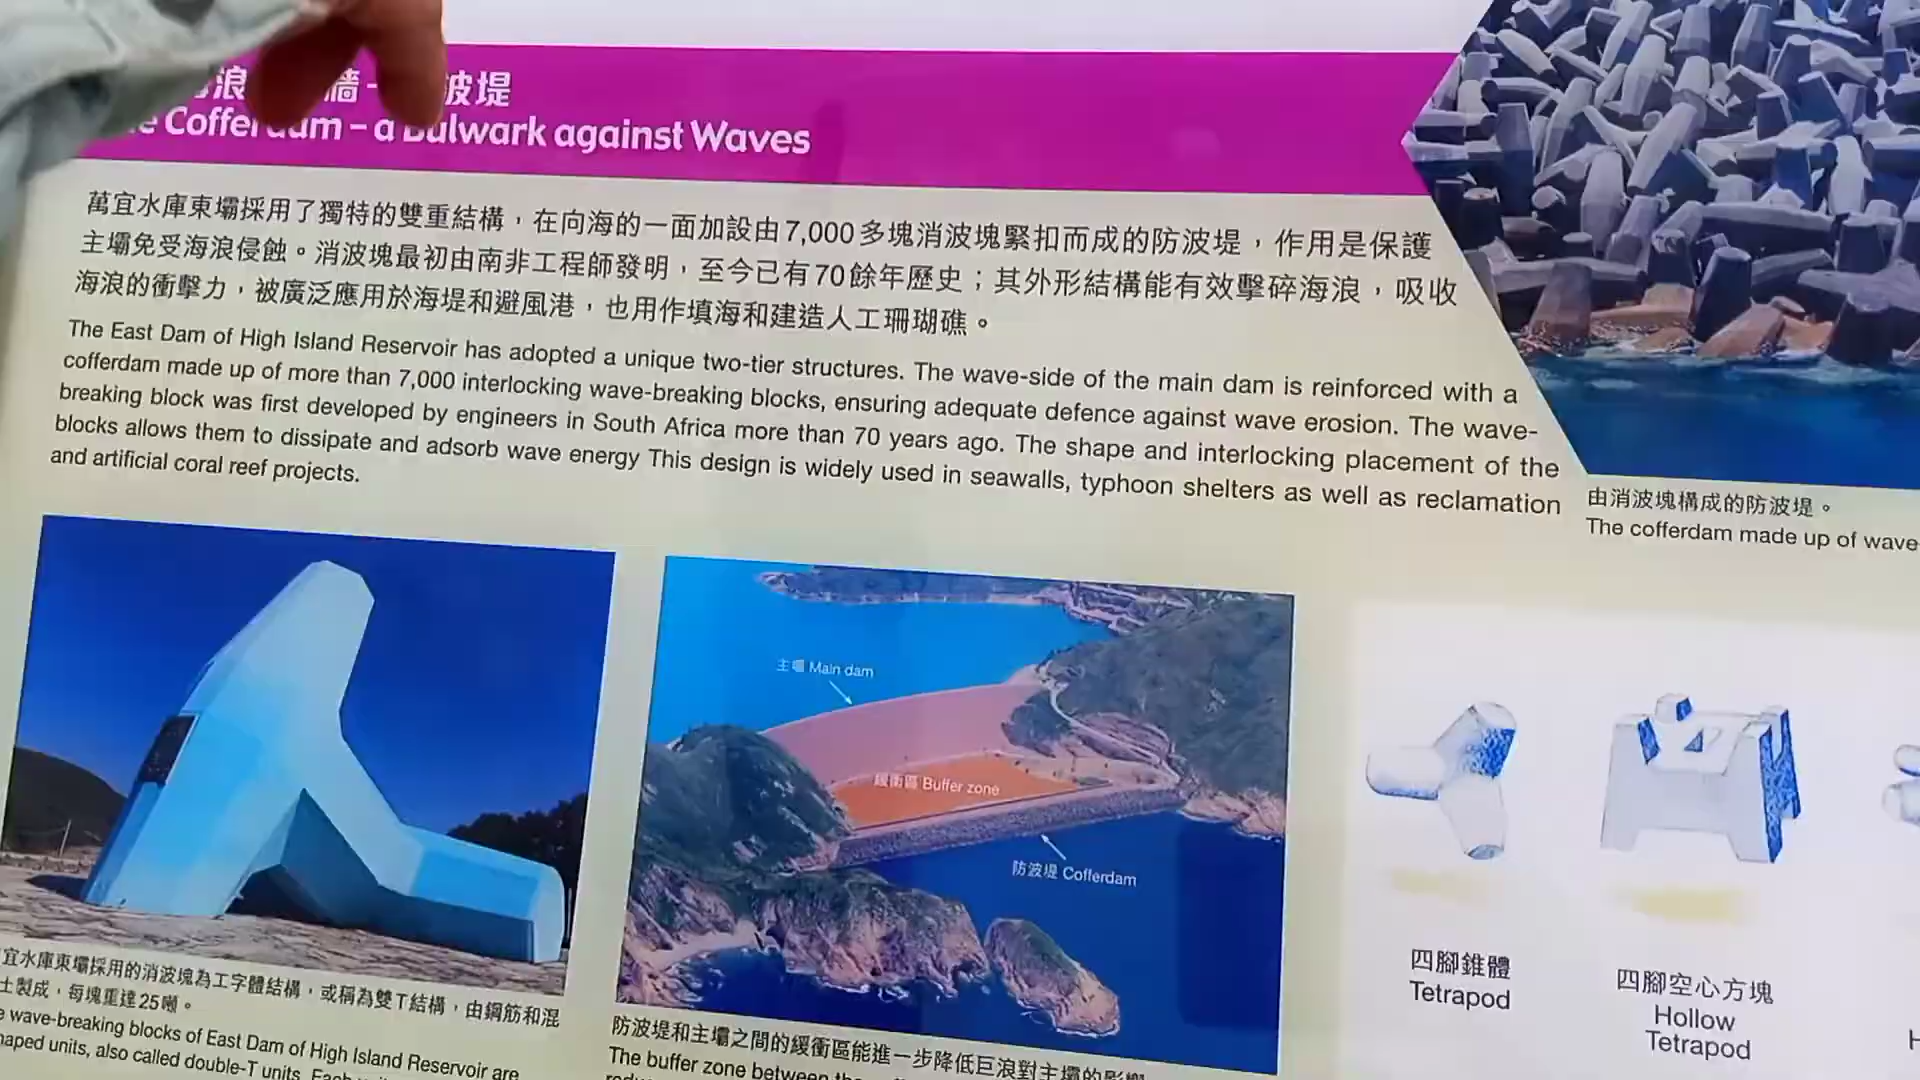 浪 牆－ 波堤
Cofferdam – a Bulwark against Waves
萬宜水庫東壩採用了獨特的雙重結構，在向海的一面加設由7,000多塊消波塊緊扣而成的防波堤，作用是保護
主壩免受海浪侵蝕。消波塊最初由南非工程師發明，至今已有70餘年歷史；其外形結構能有效擊碎海浪，吸收
海浪的衝擊力，被廣泛應用於海堤和避風港，也用作填海和建造人工珊瑚礁。
The East Dam of High Island Reservoir has adopted a unique two-tier structures. The wave-side of the main dam is reinforced with a
cofferdam made up of more than 7,000 interlocking wave-breaking blocks, ensuring adequate defence against wave erosion. The wave-
breaking block was first developed by engineers in South Africa more than 70 years ago. The shape and interlocking placement of the
blocks allows them to dissipate and adsorb wave energy This design is widely used in seawalls, typhoon shelters as well as reclamation
and artificial coral reef projects.
由消波塊構成的防波堤。
The cofferdam made up of wave-
主壩 Main dam
緩衝區 Buffer zone
防波堤 Cofferdam
宜水庫東壩採用的消波塊為工字體結構，或稱為雙T結構，由鋼筋和混
土製成，每塊重達25噸。
wave-breaking blocks of East Dam of High Island Reservoir are
haped units, also called double-T units. Each
防波堤和主壩之間的緩衝區能進一步降低巨浪對主壩的影響
The buffer zone between the
四腳錐體
Tetrapod
四腳空心方塊
Hollow
Tetrapod